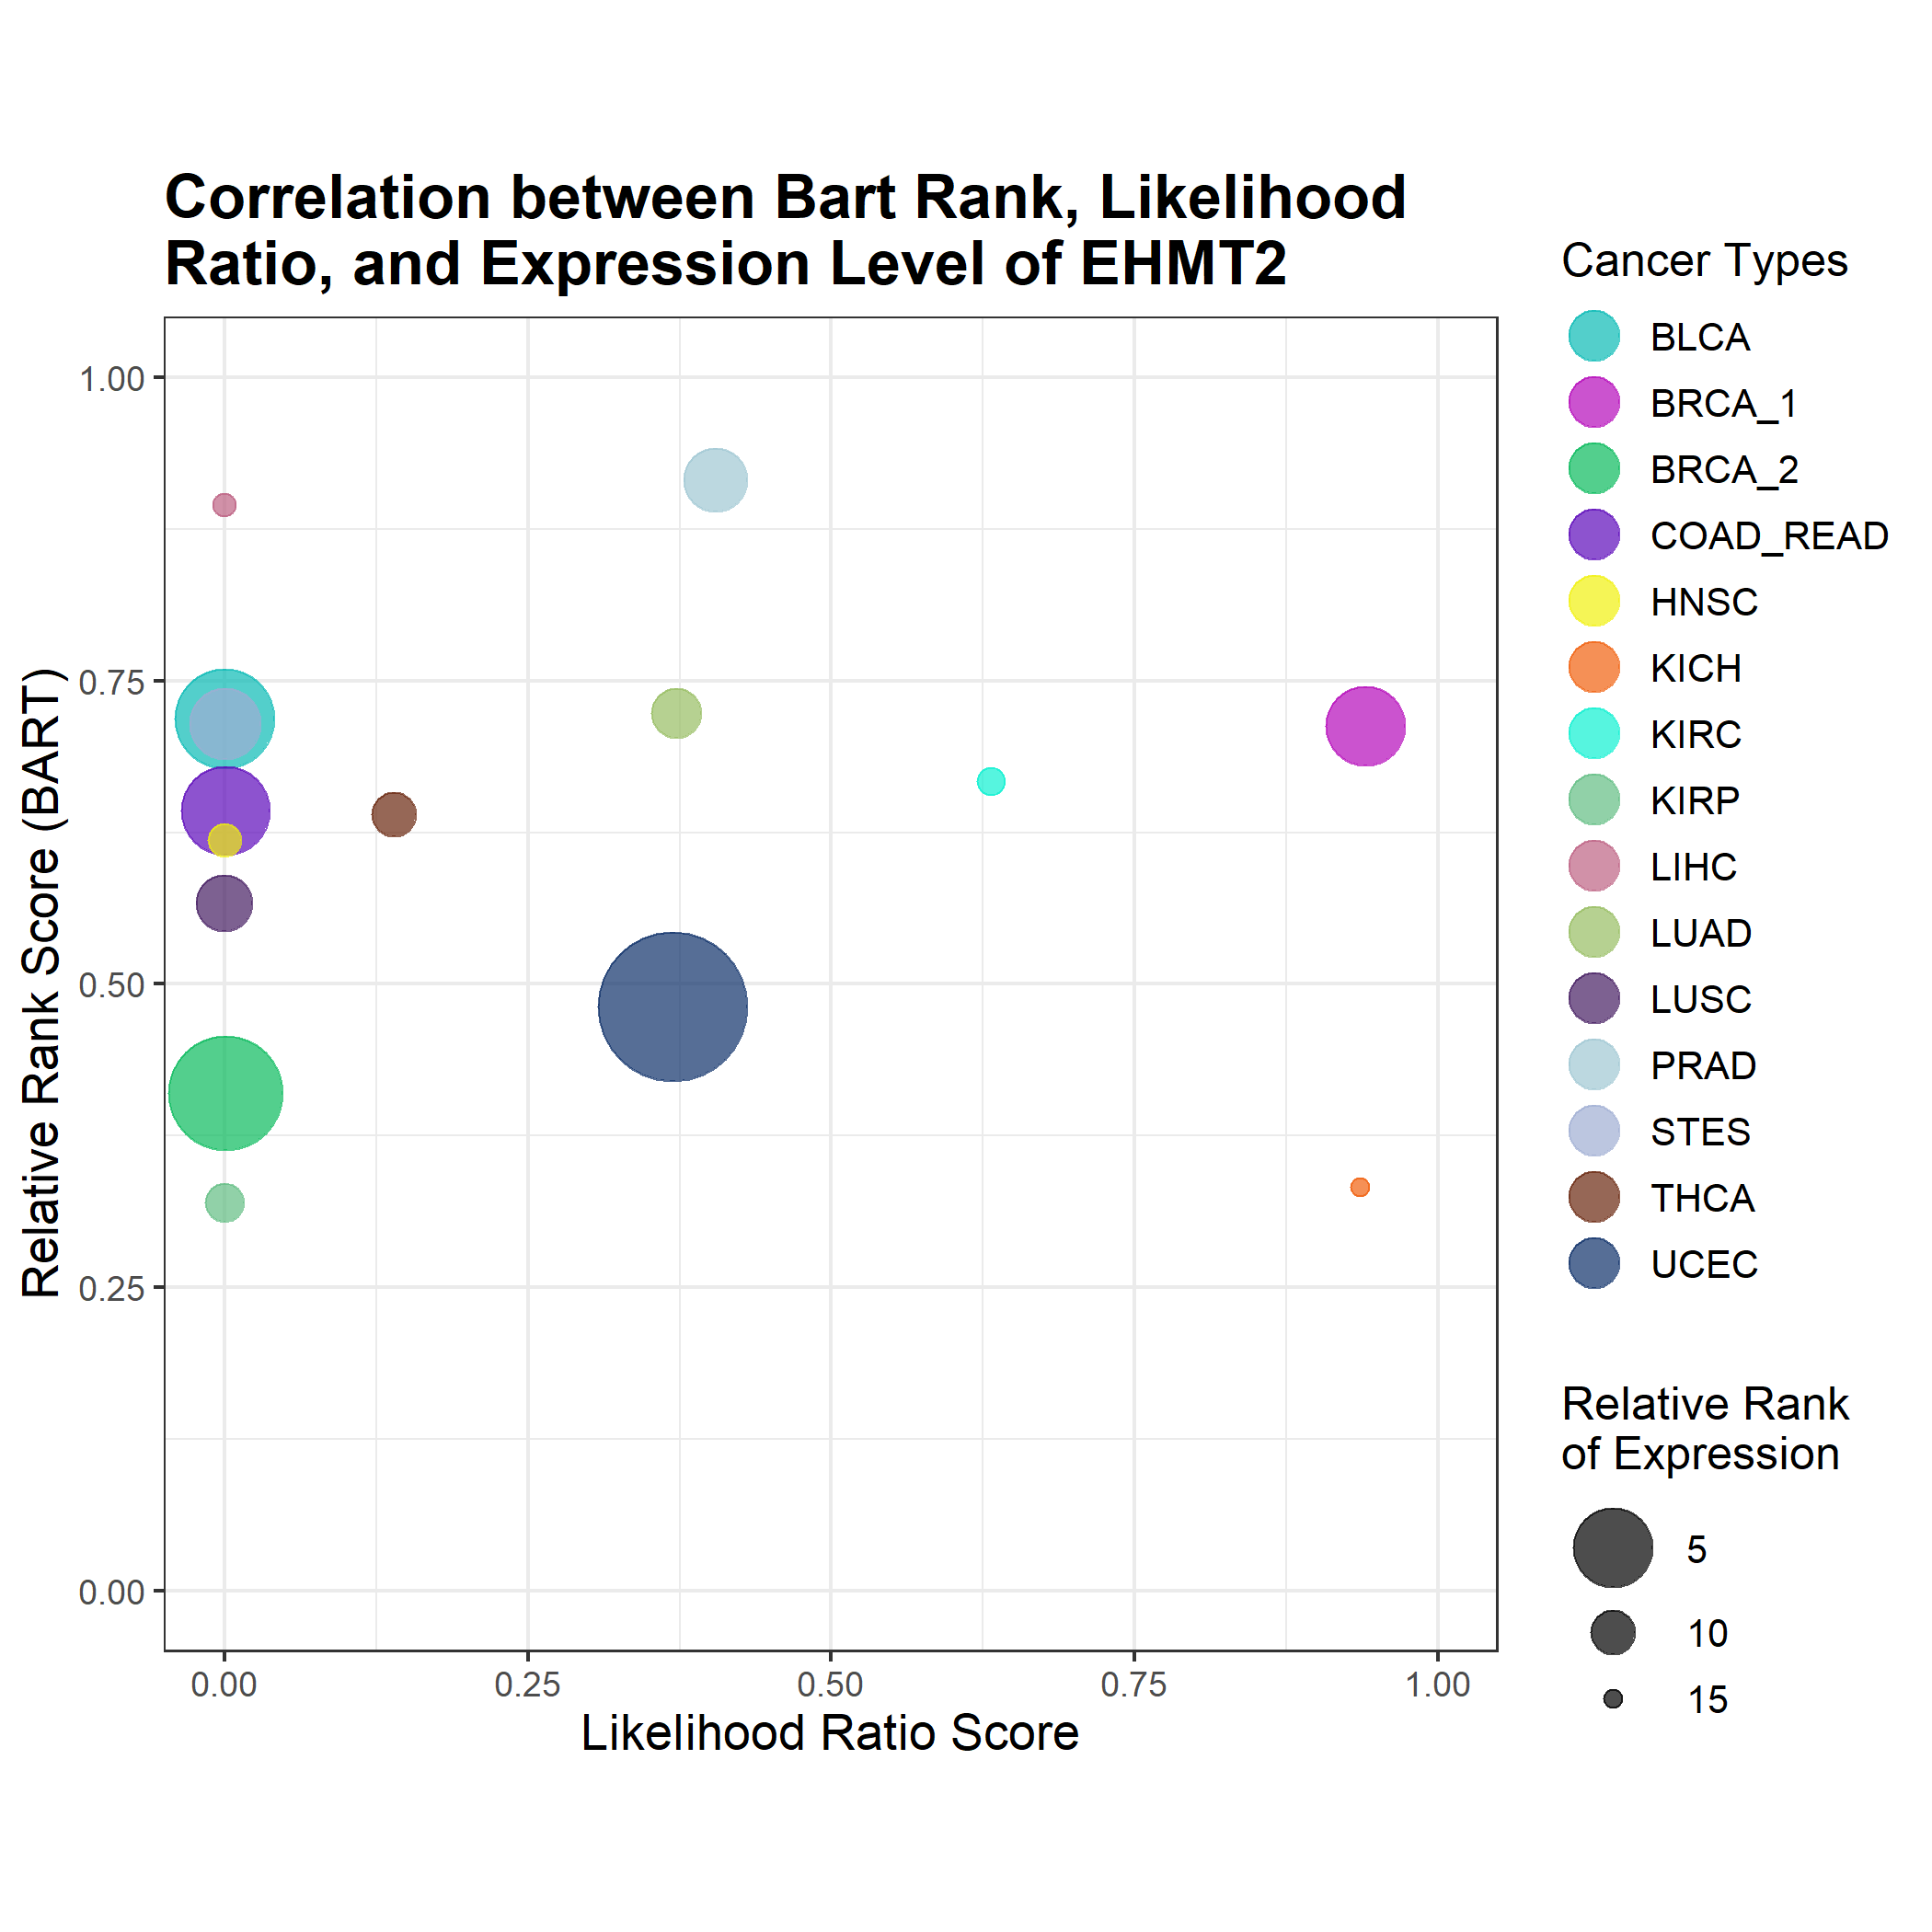 Correlation between Bart Rank, Likelihood
Ratio, and Expression Level of EHMT2
Relative Rank Score (BART)
1.00
0.75
0.50
0.25
0.00
0.00 0.25 0.50 0.75 1.00
Likelihood Ratio Score
Cancer Types
BLCA
BRCA_1
BRCA_2
COAD_READ
HNSC
KICH
KIRC
KIRP
LIHC
LUAD
LUSC
PRAD
STES
THCA
UCEC
Relative Rank
of Expression
5
10
15